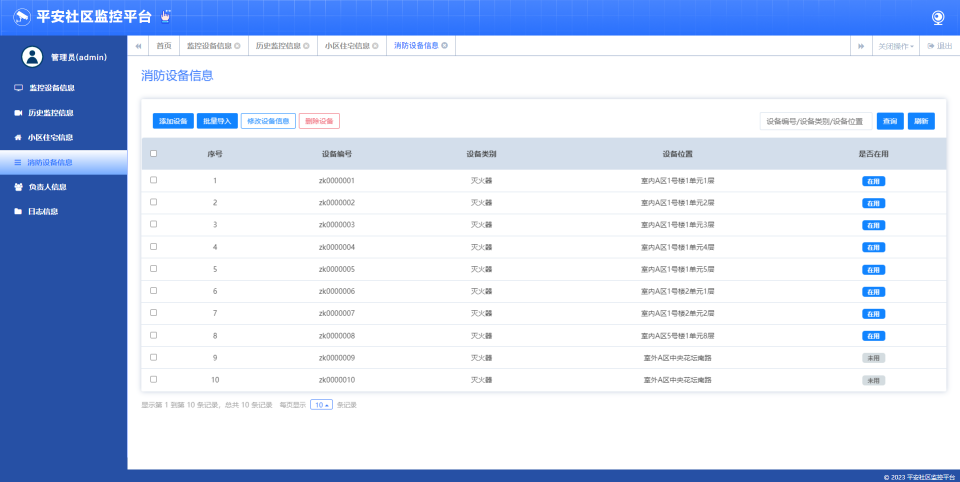 平安社区监控平台
管理员(admin)
监控设备信息
历史监控信息
小区住宅信息
消防设备信息
负责人信息
日志信息
首页 监控设备信息 历史监控信息 小区住宅信息 消防设备信息 关闭操作 退出
消防设备信息
添加设备 批量导入 修改设备信息 删除设备 设备编号/设备类别/设备位置 查询 刷新
序号 设备编号 设备类别 设备位置 是否在用
1 zk0000001 灭火器 室内A区1号楼1单元1层 在用
2 zk0000002 灭火器 室内A区1号楼1单元2层 在用
3 zk0000003 灭火器 室内A区1号楼1单元3层 在用
4 zk0000004 灭火器 室内A区1号楼1单元4层 在用
5 zk0000005 灭火器 室内A区1号楼1单元5层 在用
6 zk0000006 灭火器 室内A区1号楼2单元1层 在用
7 zk0000007 灭火器 室内A区1号楼2单元2层 在用
8 zk0000008 灭火器 室内A区5号楼1单元8层 在用
9 zk0000009 灭火器 室外A区中央花坛南路 未用
10 zk0000010 灭火器 室外A区中央花坛南路 未用
显示第 1 到第 10 条记录，总共 10 条记录 每页显示 10 条记录
© 2023 平安社区监控平台